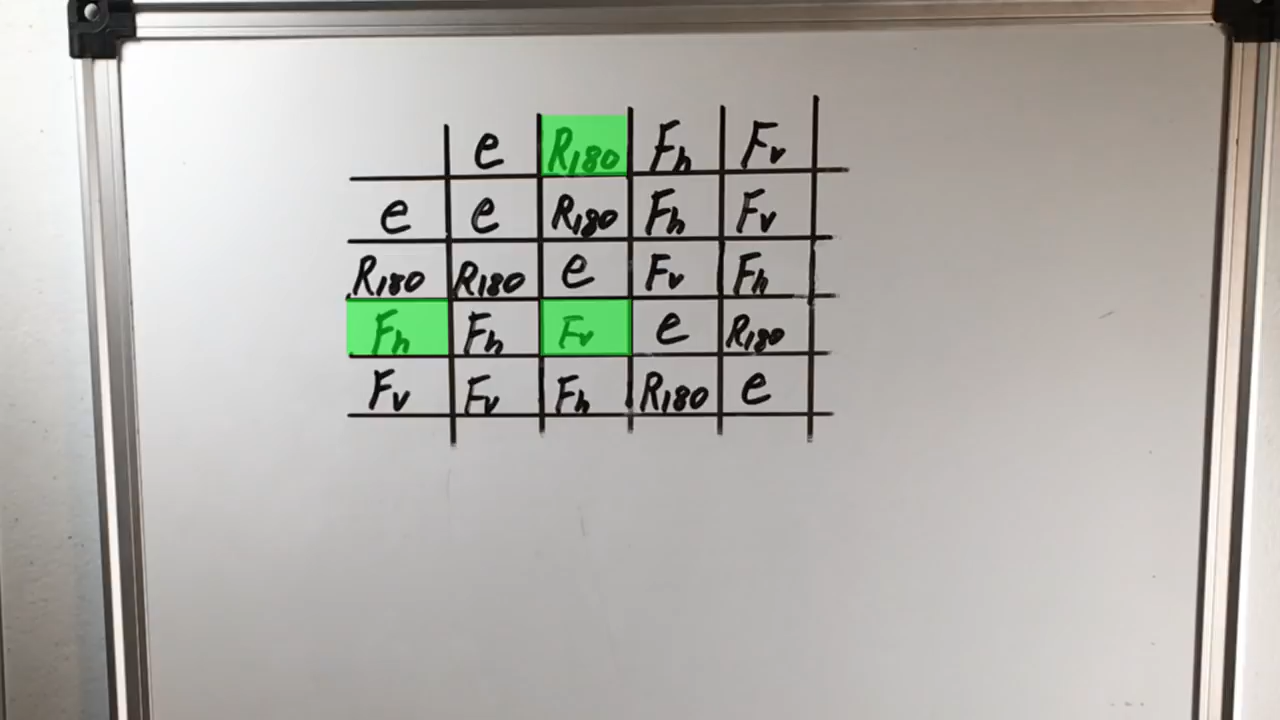 e R180 Fh Fv
e e R180 Fh Fv
R180 R180 e Fv Fh
Fh Fh Fv e R180
Fv Fv Fh R180 e